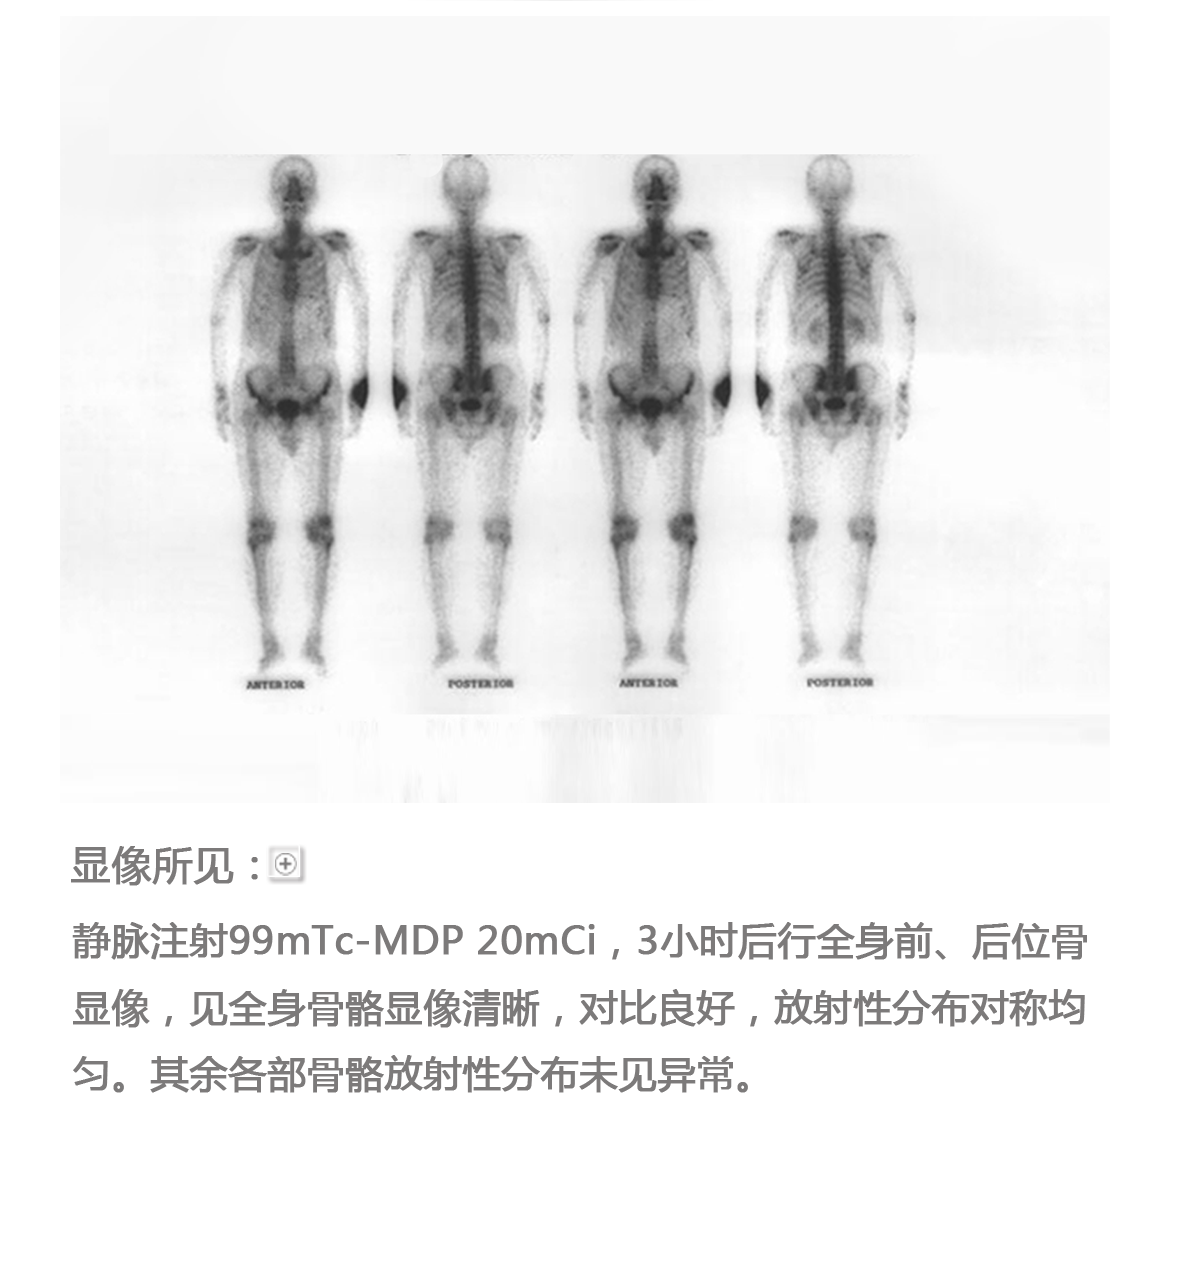 ANTERIOR POSTERIOR ANTERIOR POSTERIOR
显像所见：
静脉注射99mTc-MDP 20mCi，3小时后行全身前、后位骨
显像，见全身骨骼显像清晰，对比良好，放射性分布对称均
匀。其余各部骨骼放射性分布未见异常。